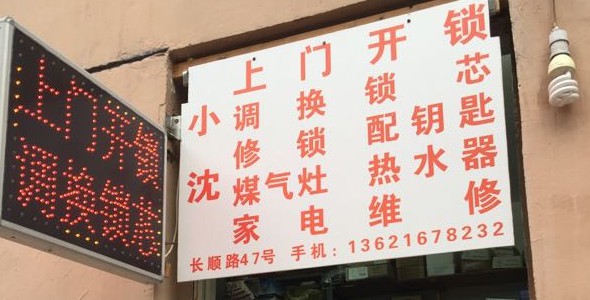 上门开锁
调换锁芯
小沈
上门开锁
调换锁芯
修锁配钥匙
煤气灶热水器
家电维修
长顺路47号 手机:13621678232